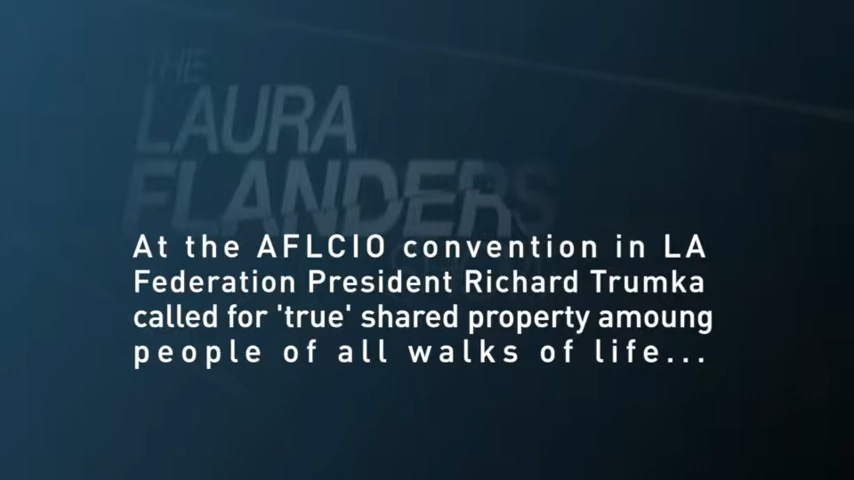 THE
LAURA
FLANDERS
At the AFLCIO convention in LA
Federation President Richard Trumka
called for 'true' shared property amoung
people of all walks of life...